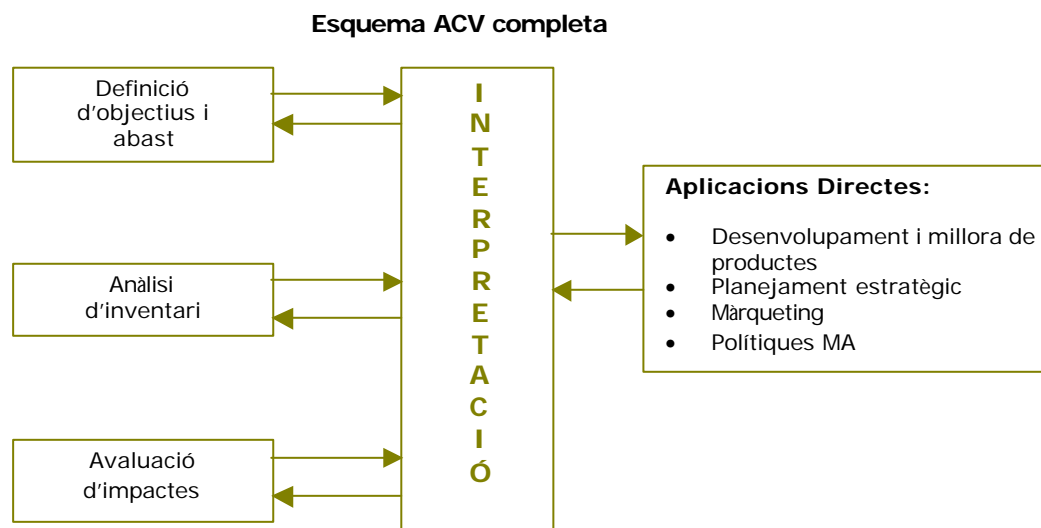 Esquema ACV completa
Definició
d'objectius i
abast
Anàlisi
d'inventari
Avaluació
d'impactes
I
N
T
E
R
P
R
E
T
A
C
I
Ó
Aplicacions Directes:
• Desenvolupament i millora de
productes
• Planejament estratègic
• Màrqueting
• Polítiques MA